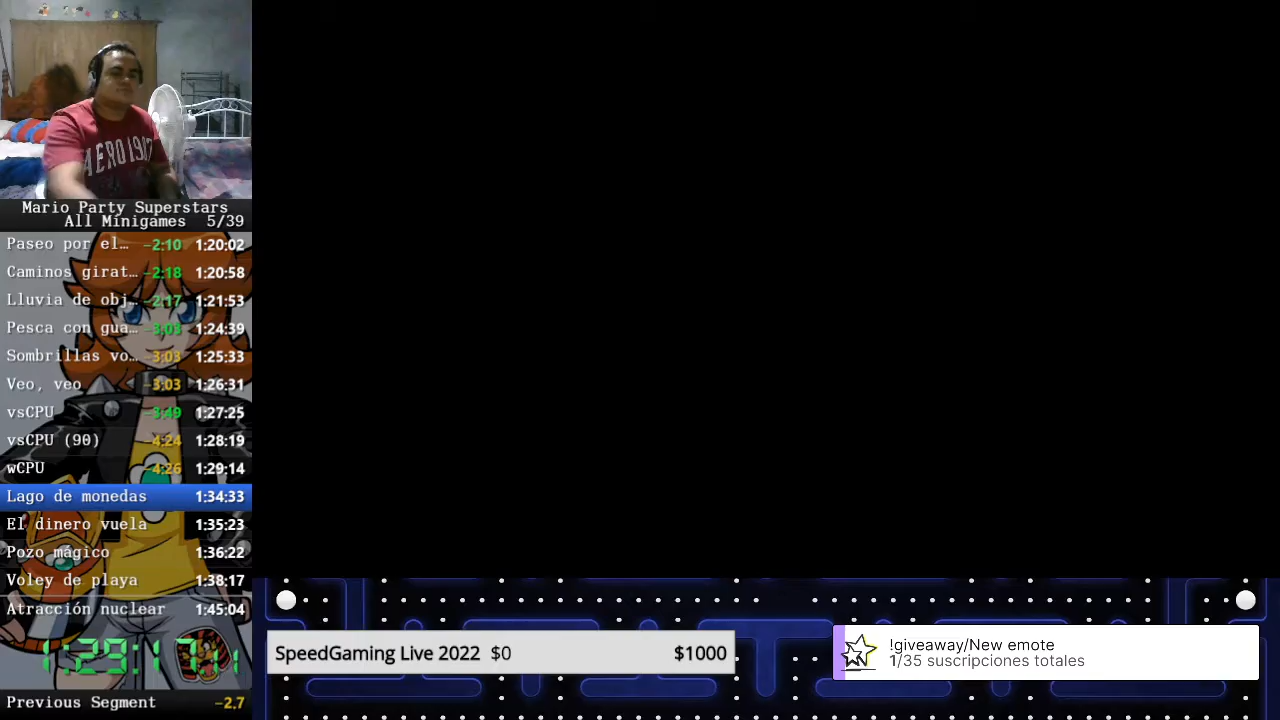 AERO 1987
Mario Party Superstars
All Minigames 5/39
Paseo por el… -2:10 1:20:02
Caminos girat… -2:18 1:20:58
Lluvia de obj… -2:17 1:21:53
Pesca con gua… -3:03 1:24:39
Sombrillas vo… -3:03 1:25:33
Veo, veo -3:03 1:26:31
vsCPU -3:49 1:27:25
vsCPU (90) -4:24 1:28:19
wCPU -4:26 1:29:14
Lago de monedas 1:34:33
El dinero vuela 1:35:23
Pozo mágico 1:36:22
Voley de playa 1:38:17
Atracción nuclear 1:45:04
1:29:17.11
Previous Segment -2.7
SpeedGaming Live 2022 $0 $1000
!giveaway/New emote
1/35 suscripciones totales